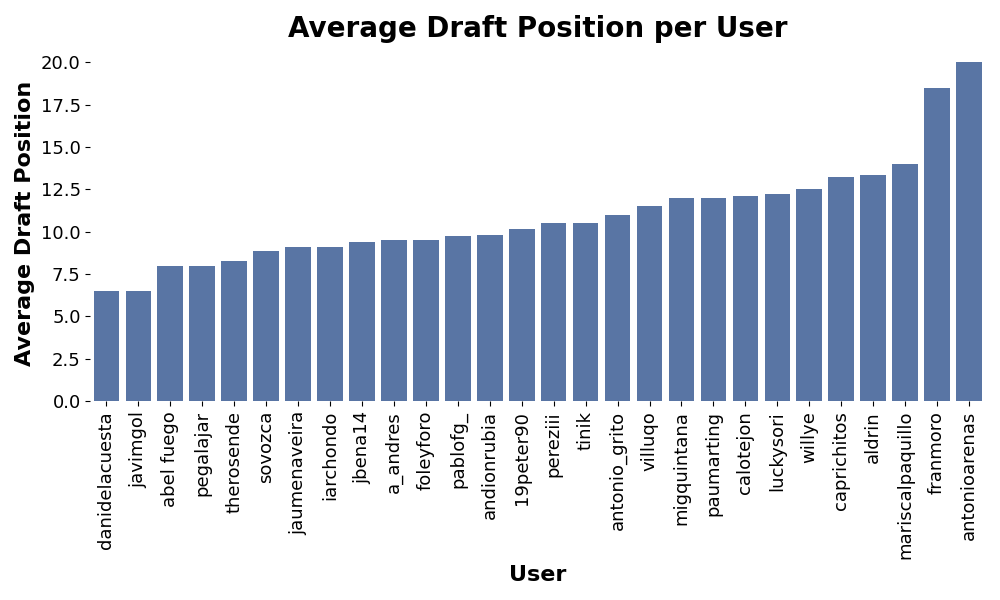 Average Draft Position per User
Average Draft Position
20.0
17.5
15.0
12.5
10.0
7.5
5.0
2.5
0.0
danidelacuesta
javimgol
abel fuego
pegalajar
therosende
sovozca
jaumenaveira
iarchondo
jbena14
a_andres
foleyforo
pablofg_
andionrubia
19peter90
pereziii
tinik
antonio_grito
villuqo
migquintana
paumarting
calotejon
luckysori
willye
caprichitos
aldrin
mariscalpaquillo
franmoro
antonioarenas
User